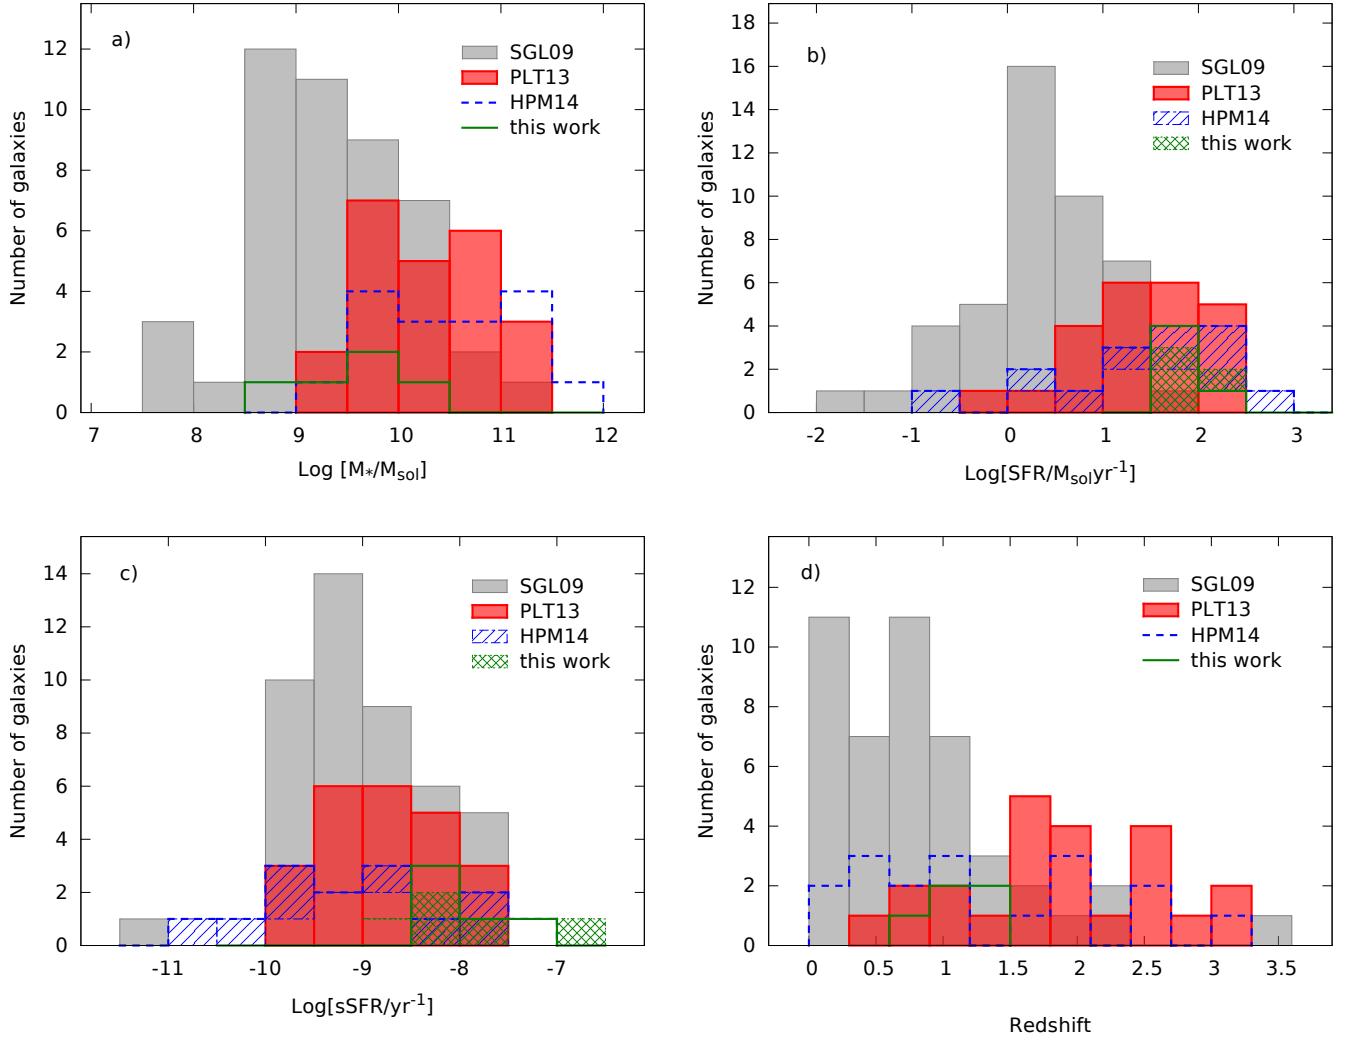 a)
SGL09
PLT13
HPM14
this work
Number of galaxies
0
2
4
6
8
10
12
7 8 9 10 11 12
Log [M*/Msol]
b)
SGL09
PLT13
HPM14
this work
Number of galaxies
0
2
4
6
8
10
12
14
16
18
-2 -1 0 1 2 3
Log[SFR/Msolyr-1]
c)
SGL09
PLT13
HPM14
this work
Number of galaxies
0
2
4
6
8
10
12
14
-11 -10 -9 -8 -7
Log[sSFR/yr-1]
d)
SGL09
PLT13
HPM14
this work
Number of galaxies
0
2
4
6
8
10
12
0 0.5 1 1.5 2 2.5 3 3.5
Redshift